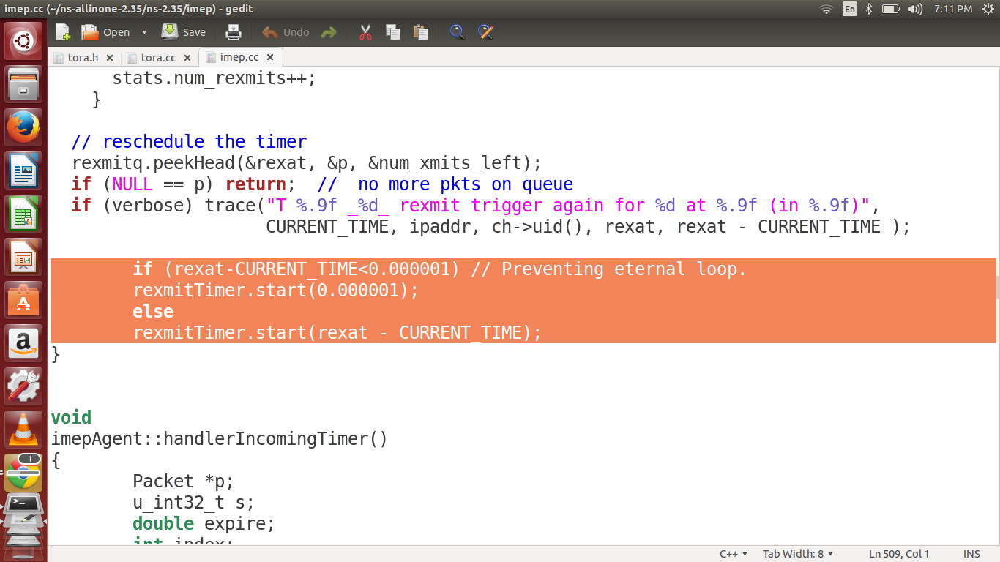 imep.cc (~/ns-allinone-2.35/ns-2.35/imep) - gedit
En
7:11 PM
Open
Save
Undo
tora.h
tora.cc
imep.cc
stats.num_rexmits++;
}
// reschedule the timer
rexmitq.peekHead(&rexat, &p, &num_xmits_left);
if (NULL == p) return;  //  no more pkts on queue
if (verbose) trace("T %.9f _%d_ rexmit trigger again for %d at %.9f (in %.9f)",
CURRENT_TIME, ipaddr, ch->uid(), rexat, rexat - CURRENT_TIME );
if (rexat-CURRENT_TIME<0.000001) // Preventing eternal loop.
rexmitTimer.start(0.000001);
else
rexmitTimer.start(rexat - CURRENT_TIME);
}
void
imepAgent::handlerIncomingTimer()
{
Packet *p;
u_int32_t s;
double expire;
int index;
a
1
>_
C++
Tab Width: 8
Ln 509, Col 1
INS